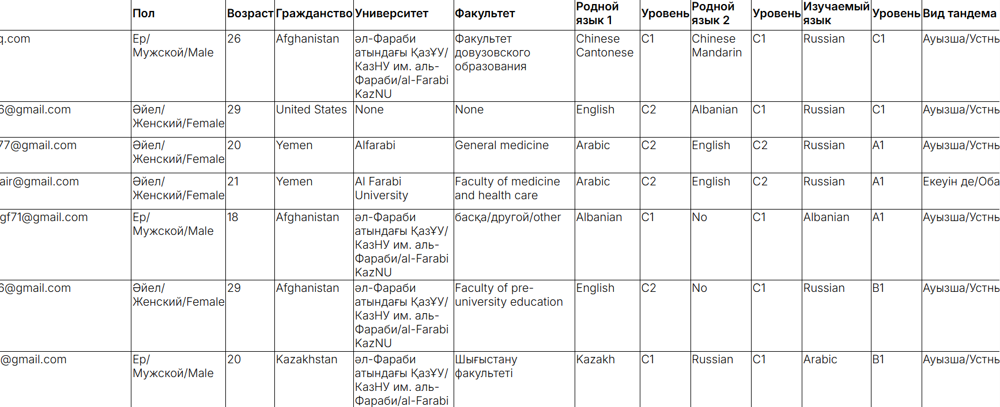 Пол Возраст Гражданство Университет Факультет Родной язык 1 Уровень Родной язык 2 Уровень Изучаемый язык Уровень Вид тандема
q.com Ер/Мужской/Male 26 Afghanistan әл-Фараби атындағы ҚазҰУ/КазНУ им. аль-Фараби/al-Farabi KazNU Факультет довузовского образования Chinese Cantonese C1 Chinese Mandarin C1 Russian C1 Ауызша/Устны
6@gmail.com Әйел/Женский/Female 29 United States None None English C2 Albanian C1 Russian C1 Ауызша/Устны
77@gmail.com Әйел/Женский/Female 20 Yemen Alfarabi General medicine Arabic C2 English C2 Russian A1 Ауызша/Устны
air@gmail.com Әйел/Женский/Female 21 Yemen Al Farabi University Faculty of medicine and health care Arabic C2 English C2 Russian A1 Екеуін де/Оба
gf71@gmail.com Ер/Мужской/Male 18 Afghanistan әл-Фараби атындағы ҚазҰУ/КазНУ им. аль-Фараби/al-Farabi KazNU басқа/другой/other Albanian C1 No C1 Albanian A1 Ауызша/Устны
6@gmail.com Әйел/Женский/Female 29 Afghanistan әл-Фараби атындағы ҚазҰУ/КазНУ им. аль-Фараби/al-Farabi KazNU Faculty of pre-university education English C2 No C1 Russian B1 Ауызша/Устны
@gmail.com Ер/Мужской/Male 20 Kazakhstan әл-Фараби атындағы ҚазҰУ/КазНУ им. аль-Фараби/al-Farabi Шығыстану факультеті Kazakh C1 Russian C1 Arabic B1 Ауызша/Устны